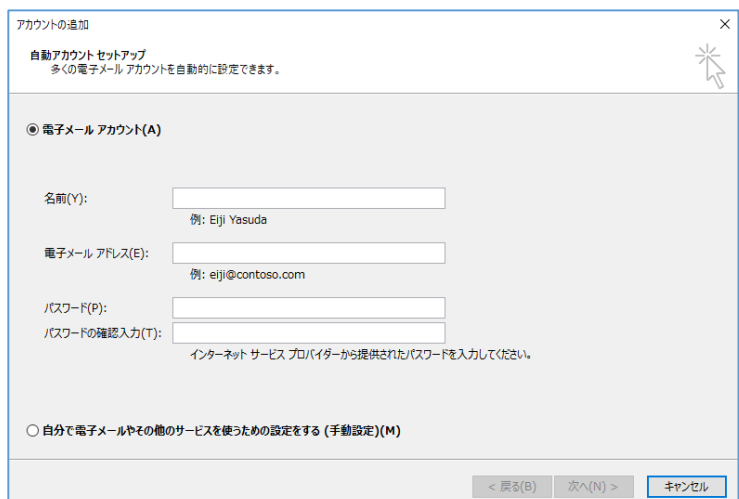 アカウントの追加
自動アカウント セットアップ
多くの電子メール アカウントを自動的に設定できます。
電子メール アカウント(A)
名前(Y):
例: Eiji Yasuda
電子メール アドレス(E):
例: eiji@contoso.com
パスワード(P):
パスワードの確認入力(T):
インターネット サービス プロバイダーから提供されたパスワードを入力してください。
自分で電子メールやその他のサービスを使うための設定をする (手動設定)(M)
< 戻る(B) 次へ(N) > キャンセル